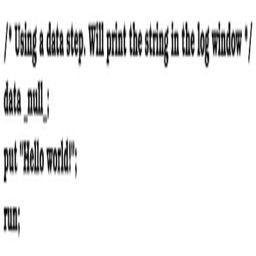 /* Using a data step. Will print the string in the log window */
data _null_;
put "Hello world!";
run;